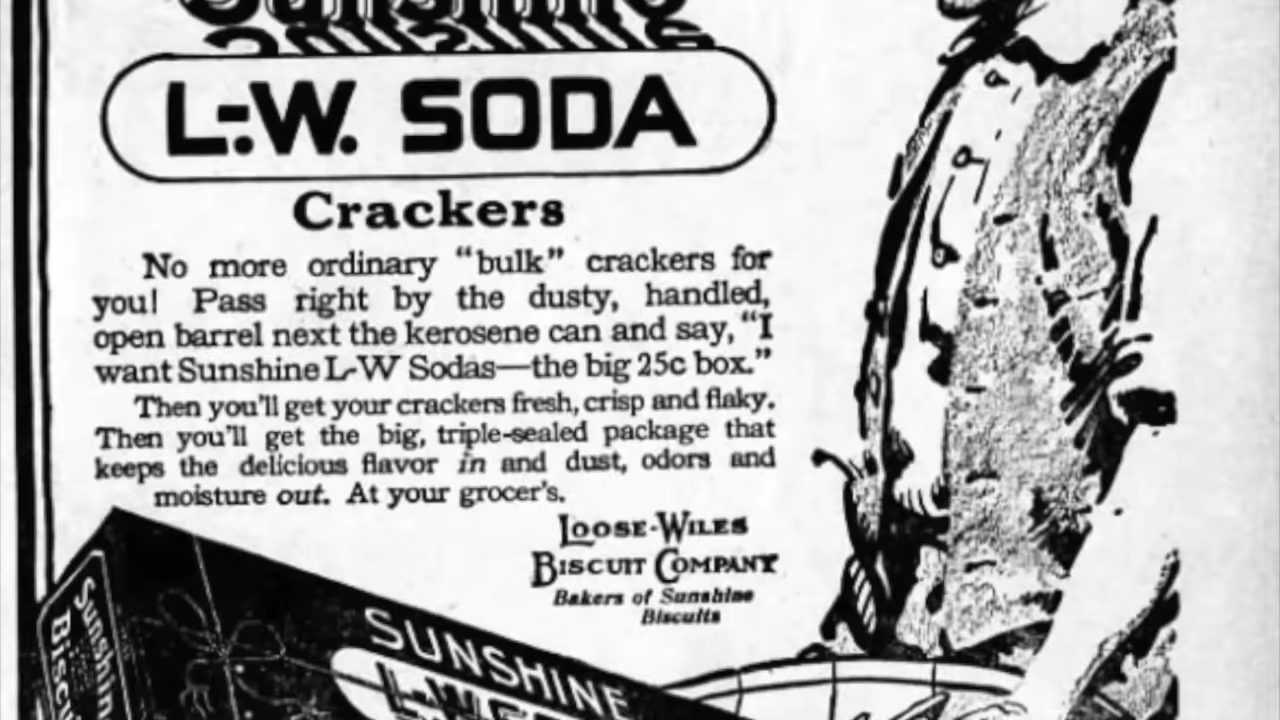 Sunshine
L-W. SODA
Crackers
No more ordinary “bulk” crackers for
you! Pass right by the dusty, handled,
open barrel next the kerosene can and say, “I
want Sunshine L-W Sodas—the big 25c box.”
Then you'll get your crackers fresh, crisp and flaky.
Then you'll get the big, triple-sealed package that
keeps the delicious flavor in and dust, odors and
moisture out. At your grocer's.
LOOSE-WILES
BISCUIT COMPANY
Bakers of Sunshine
Biscuits
Sunshine
SUNSHINE